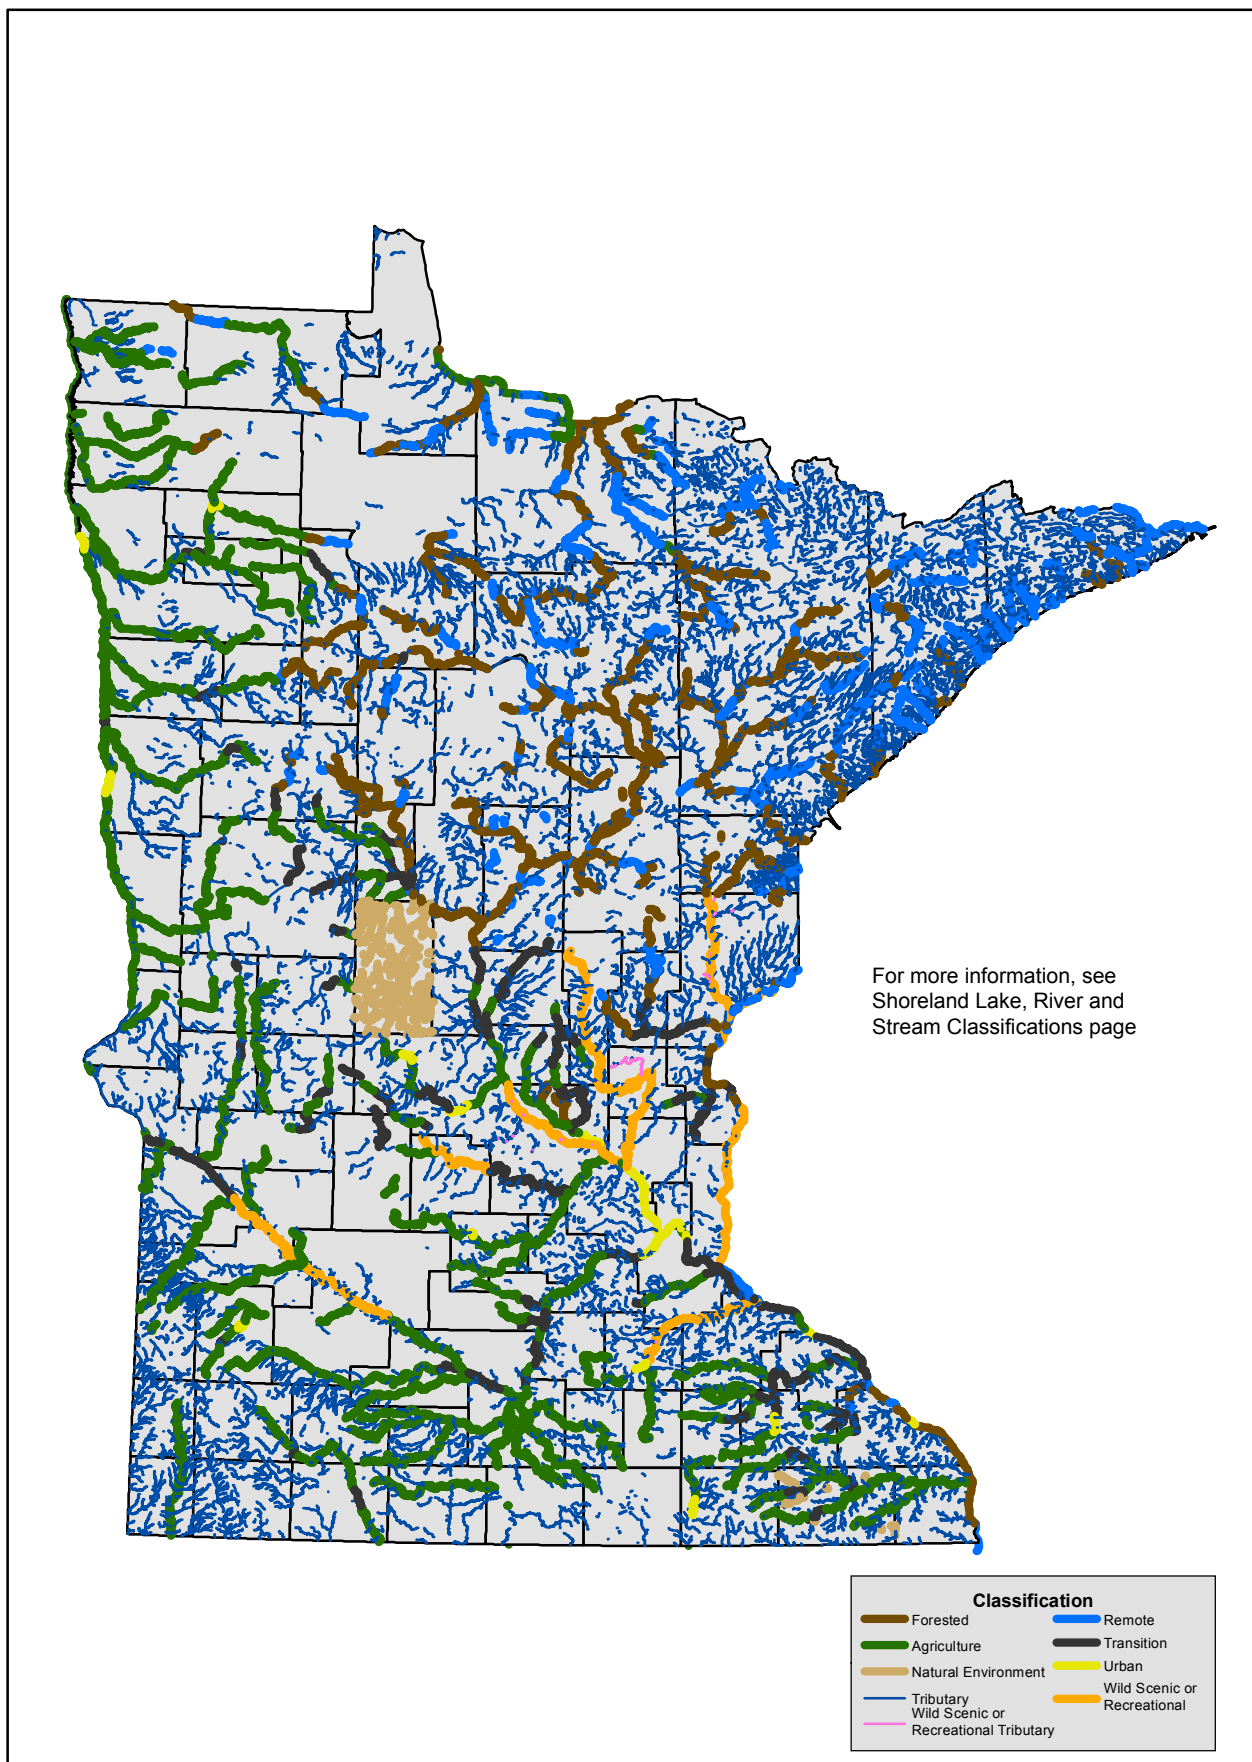 For more information, see
Shoreland Lake, River and
Stream Classifications page
Classification
Forested
Agriculture
Natural Environment
Tributary
Wild Scenic or
Recreational Tributary
Remote
Transition
Urban
Wild Scenic or
Recreational